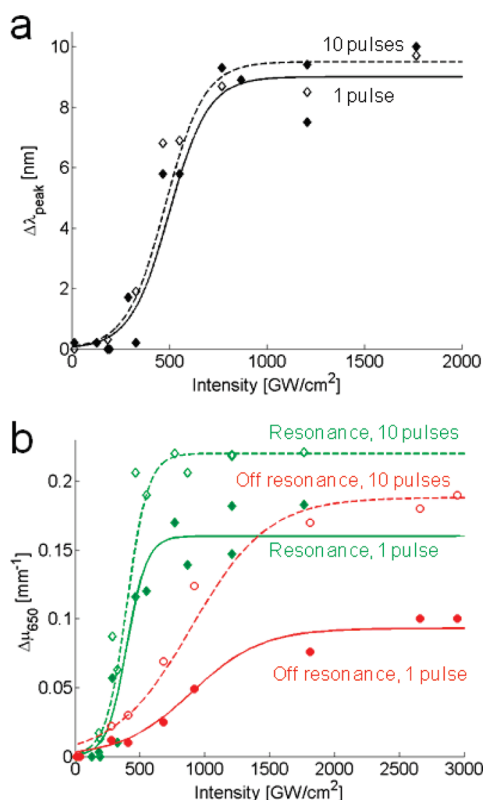 a
10
8
6
4
2
0
Δλpeak [nm]
10 pulses
1 pulse
0 500 1000 1500 2000
Intensity [GW/cm²]
b
0.2
0.15
0.1
0.05
0
Δμ650 [mm⁻¹]
Resonance, 10 pulses
Off resonance, 10 pulses
Resonance, 1 pulse
Off resonance, 1 pulse
0 500 1000 1500 2000 2500 3000
Intensity [GW/cm²]